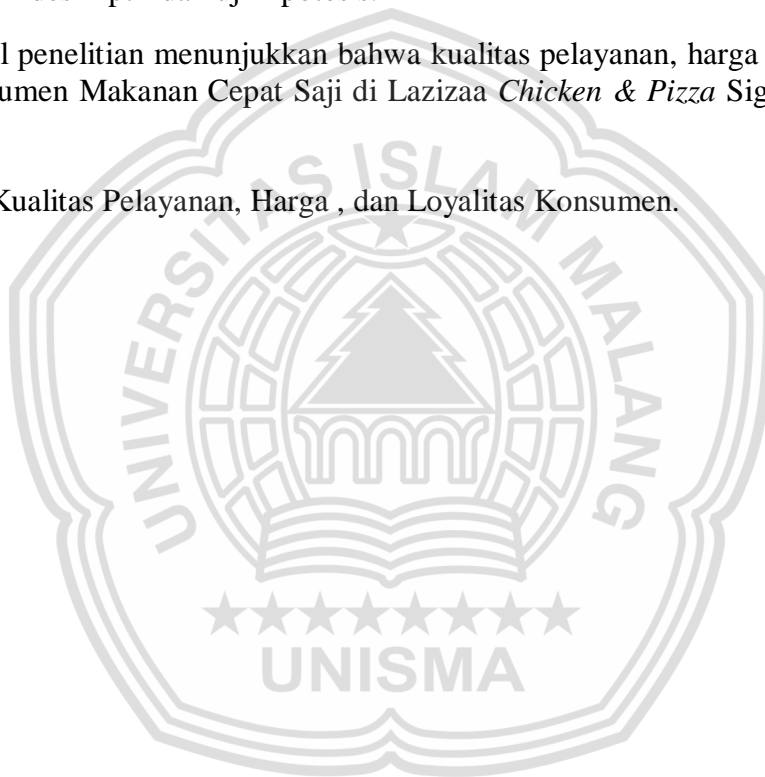 l penelitian menunjukkan bahwa kualitas pelayanan, harga
umen Makanan Cepat Saji di Lazizaa Chicken & Pizza Sig
Kualitas Pelayanan, Harga , dan Loyalitas Konsumen.
UNIVERSITAS ISLAM MALANG
UNISMA